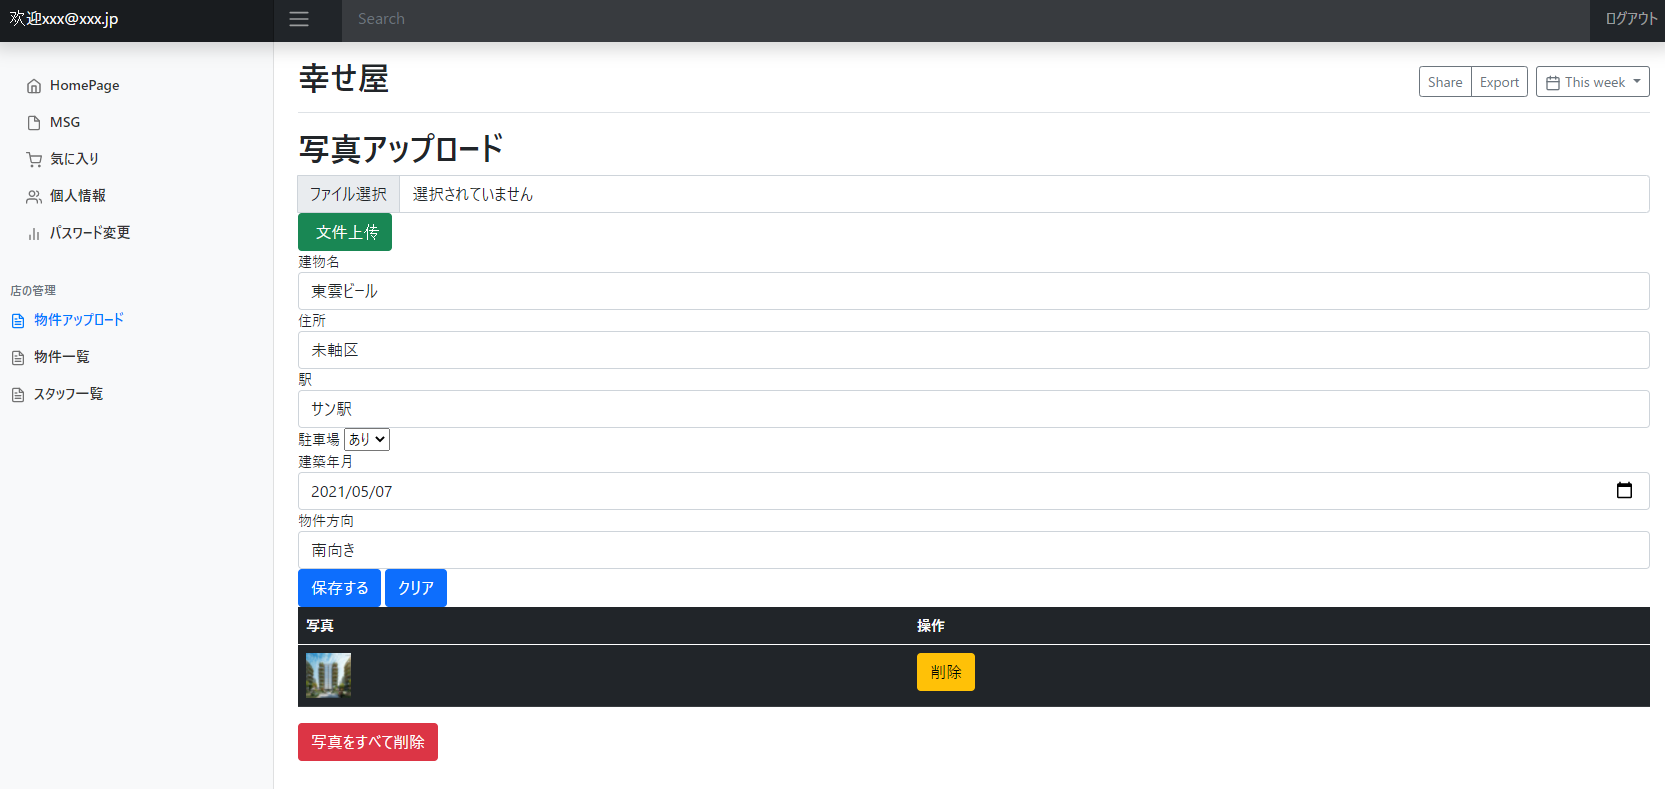 欢迎xxx@xxx.jp
Search
ログアウト
HomePage
MSG
気に入り
個人情報
パスワード変更
店の管理
物件アップロード
物件一覧
スタッフ一覧
幸せ屋
Share Export This week
写真アップロード
ファイル選択 選択されていません
文件上传
建物名
東雲ビール
住所
未軸区
駅
サン駅
駐車場 あり
建築年月
2021/05/07
物件方向
南向き
保存する クリア
写真 操作
削除
写真をすべて削除